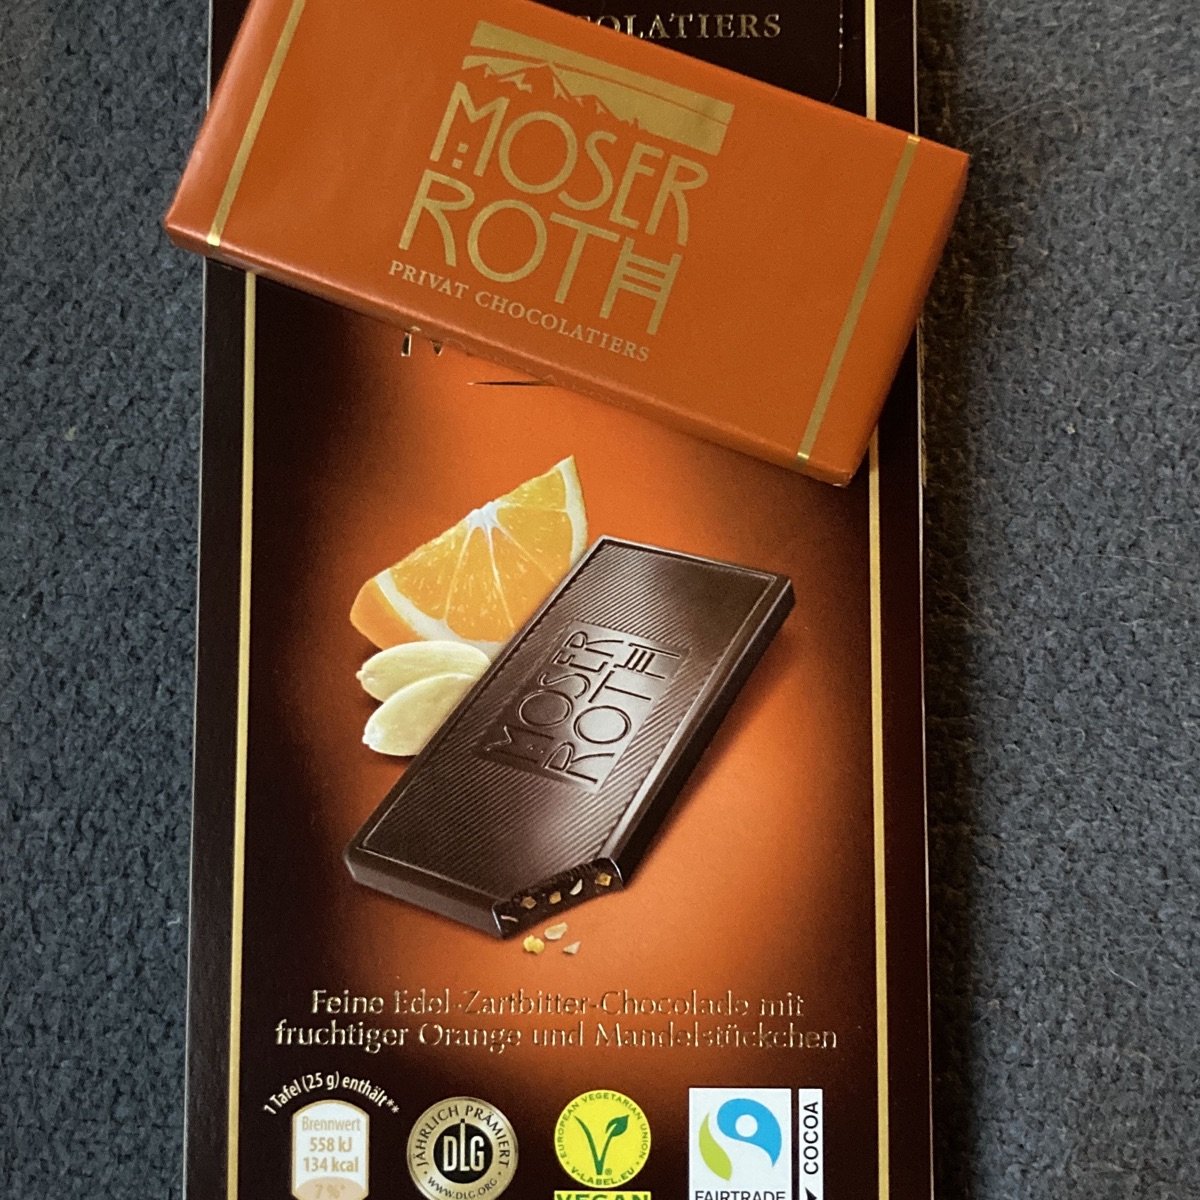 MOSER
ROTH
PRIVAT CHOCOLATIERS
MOSER
ROTH
Feine Edel-Zartbitter-Chocolade mit
fruchtiger Orange und Mandelstückchen
1 Tafel (25 g) enthält**
Brennwert
558 kJ
134 kcal
7 %*
JÄHRLICH PRÄMIERT
DLG
WWW.DLG.ORG
EUROPEAN VEGETARIAN UNION
V-LABEL.EU
VEGAN
FAIRTRADE
COCOA